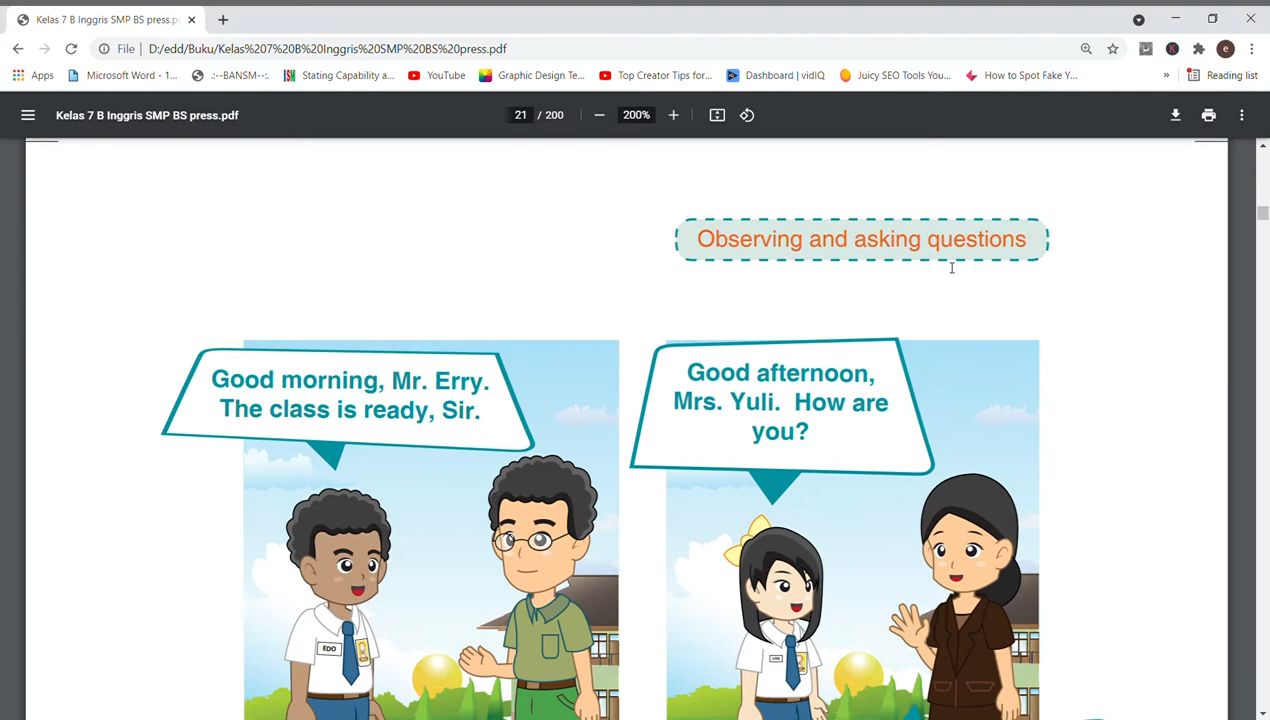 Kelas 7 B Inggris SMP BS press.p
File D:/edd/Buku/Kelas%207%20B%20Inggris%20SMP%20BS%20press.pdf
Apps Microsoft Word - 1... .:--BANSM--:. Stating Capability a... YouTube Graphic Design Te... Top Creator Tips for... Dashboard | vidIQ Juicy SEO Tools You... How to Spot Fake Y... » Reading list
Kelas 7 B Inggris SMP BS press.pdf 21 / 200 200%
Observing and asking questions
Good morning, Mr. Erry.
The class is ready, Sir.
Good afternoon,
Mrs. Yuli. How are
you?
EDO